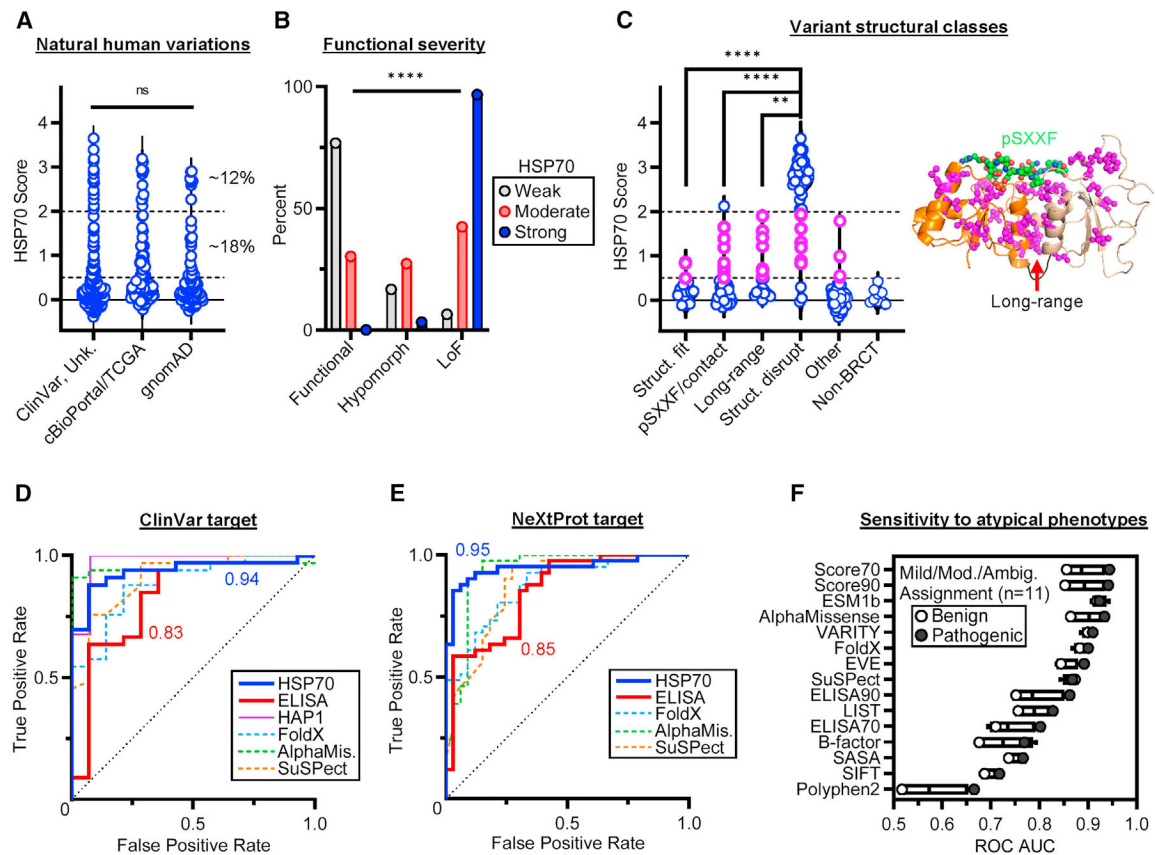 A
Natural human variations
ns
HSP70 Score
4
3
2
1
0
~12%
~18%
ClinVar, Unk.
cBioPortal/TCGA
gnomAD
B
Functional severity
****
Percent
100
50
0
HSP70
Weak
Moderate
Strong
Functional
Hypomorph
LoF
C
Variant structural classes
****
****
**
HSP70 Score
4
3
2
1
0
Struct. fit
pSXXF/contact
Long-range
Struct. disrupt
Other
Non-BRCT
pSXXF
Long-range
D
ClinVar target
True Positive Rate
1.0
0.5
0
0.94
0.83
HSP70
ELISA
HAP1
FoldX
AlphaMis.
SuSPect
0.5
1.0
False Positive Rate
E
NeXtProt target
True Positive Rate
1.0
0.5
0
0.95
0.85
HSP70
ELISA
FoldX
AlphaMis.
SuSPect
0.5
1.0
False Positive Rate
F
Sensitivity to atypical phenotypes
Score70
Score90
ESM1b
AlphaMissense
VARITY
FoldX
EVE
SuSPect
ELISA90
LIST
ELISA70
B-factor
SASA
SIFT
Polyphen2
Mild/Mod./Ambig.
Assignment (n=11)
Benign
Pathogenic
0.5 0.6 0.7 0.8 0.9 1.0
ROC AUC